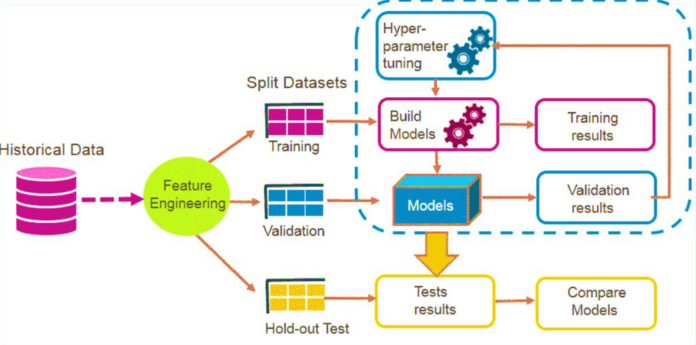 Hyper-
parameter
tuning
Split Datasets
Build
Models
Training
results
Training
Historical Data
Feature
Engineering
Models
Validation
results
Validation
Tests
results
Compare
Models
Hold-out Test